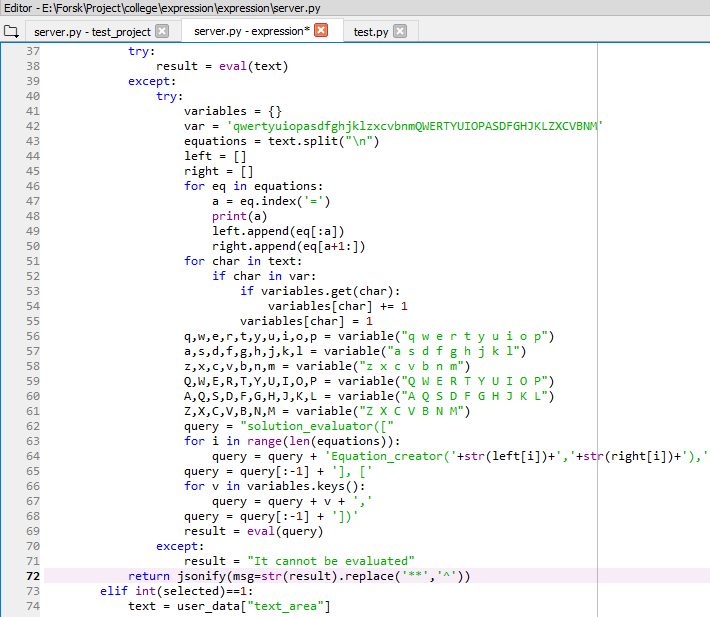 Editor - E:\Forsk\Project\college\expression\expression\server.py
server.py - test_project server.py - expression* test.py
37 try:
38 result = eval(text)
39 except:
40 try:
41 variables = {}
42 var = 'qwertyuiopasdfghjklzxcvbnmQWERTYUIOPASDFGHJKLZXCVBNM'
43 equations = text.split("\n")
44 left = []
45 right = []
46 for eq in equations:
47 a = eq.index('=')
48 print(a)
49 left.append(eq[:a])
50 right.append(eq[a+1:])
51 for char in text:
52 if char in var:
53 if variables.get(char):
54 variables[char] += 1
55 variables[char] = 1
56 q,w,e,r,t,y,u,i,o,p = variable("q w e r t y u i o p")
57 a,s,d,f,g,h,j,k,l = variable("a s d f g h j k l")
58 z,x,c,v,b,n,m = variable("z x c v b n m")
59 Q,W,E,R,T,Y,U,I,O,P = variable("Q W E R T Y U I O P")
60 A,Q,S,D,F,G,H,J,K,L = variable("A Q S D F G H J K L")
61 Z,X,C,V,B,N,M = variable("Z X C V B N M")
62 query = "solution_evaluator(["
63 for i in range(len(equations)):
64 query = query + 'Equation_creator('+str(left[i])+','+str(right[i])+'),'
65 query = query[:-1] + '], ['
66 for v in variables.keys():
67 query = query + v + ','
68 query = query[:-1] + '])'
69 result = eval(query)
70 except:
71 result = "It cannot be evaluated"
72 return jsonify(msg=str(result).replace('**','^'))
73 elif int(selected)==1:
74 text = user_data["text_area"]